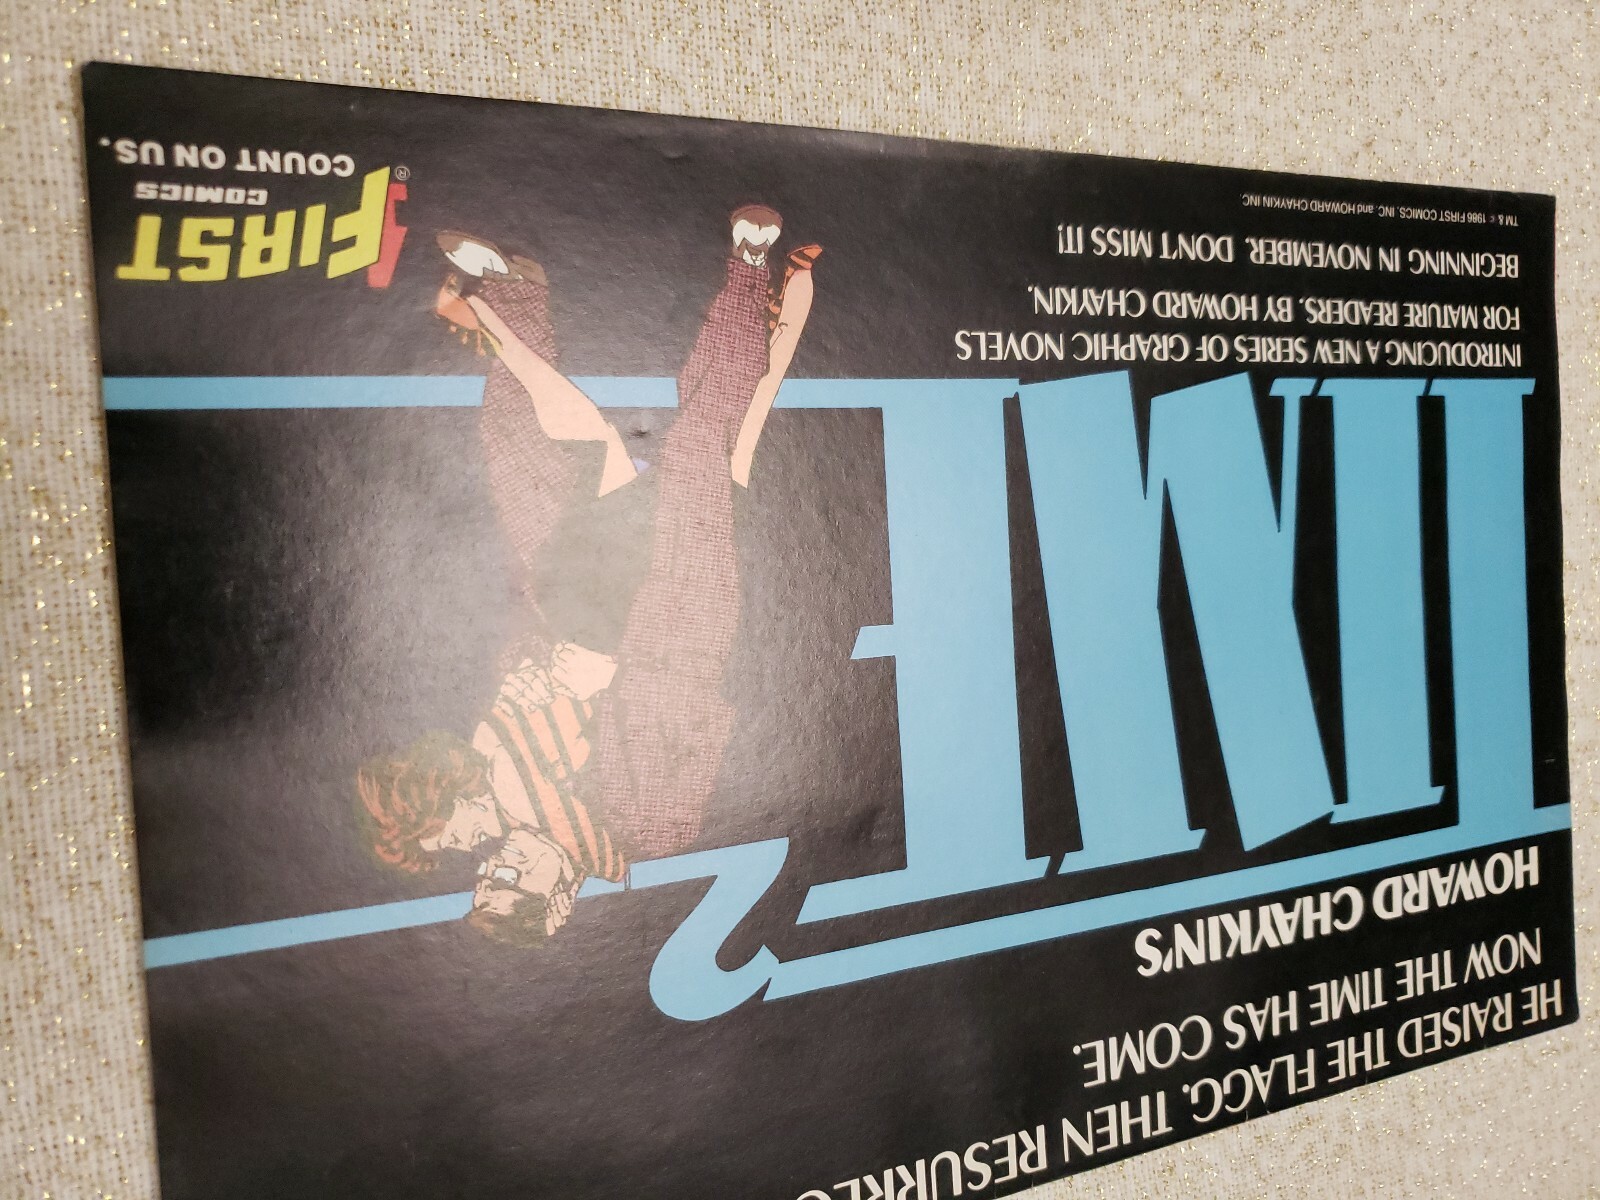 HE RAISED THE FLAGG. THEN
NOW THE TIME HAS COME.
HOWARD CHAYKIN'S
TIME²
INTRODUCING A NEW SERIES OF GRAPHIC NOVELS
FOR MATURE READERS. BY HOWARD CHAYKIN.
BEGINNING IN NOVEMBER. DON'T MISS IT!
TM & © 1986 FIRST COMICS, INC. and HOWARD CHAYKIN INC.
1 FIRST
COMICS ®
COUNT ON US.